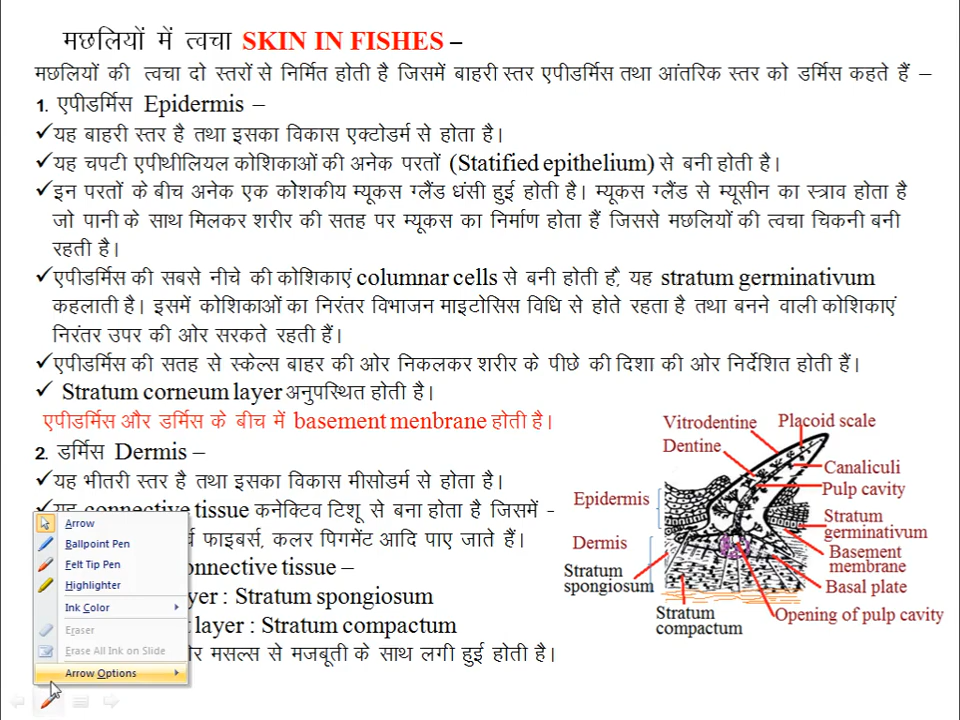 मछलियों में त्वचा SKIN IN FISHES –
मछलियों की त्वचा दो स्तरों से निर्मित होती है जिसमें बाहरी स्तर एपीडर्मिस तथा आंतरिक स्तर को डर्मिस कहते हैं –
1. एपीडर्मिस Epidermis –
✓यह बाहरी स्तर है तथा इसका विकास एक्टोडर्म से होता है।
✓यह चपटी एपीथीलियल कोशिकाओं की अनेक परतों (Statified epithelium) से बनी होती है।
✓इन परतों के बीच अनेक एक कोशकीय म्यूकस ग्लैंड धंसी हुई होती है। म्यूकस ग्लैंड से म्यूसीन का स्त्राव होता है
जो पानी के साथ मिलकर शरीर की सतह पर म्यूकस का निर्माण होता हैं जिससे मछलियों की त्वचा चिकनी बनी
रहती है।
✓एपीडर्मिस की सबसे नीचे की कोशिकाएं columnar cells से बनी होती है, यह stratum germinativum
कहलाती है। इसमें कोशिकाओं का निरंतर विभाजन माइटोसिस विधि से होते रहता है तथा बनने वाली कोशिकाएं
निरंतर उपर की ओर सरकते रहती हैं।
✓एपीडर्मिस की सतह से स्केल्स बाहर की ओर निकलकर शरीर के पीछे की दिशा की ओर निर्देशित होती हैं।
✓ Stratum corneum layer अनुपस्थित होती है।
एपीडर्मिस और डर्मिस के बीच में basement menbrane होती है।
2. डर्मिस Dermis –
✓यह भीतरी स्तर है तथा इसका विकास मीसोडर्म से होता है।
✓यह connective tissue कनेक्टिव टिशू से बना होता है जिसमें -
फाइबर्स, कलर पिगमेंट आदि पाए जाते हैं।
onnective tissue –
yer : Stratum spongiosum
layer : Stratum compactum
मसल्स से मजबूती के साथ लगी हुई होती है।
Arrow
Ballpoint Pen
Felt Tip Pen
Highlighter
Ink Color
Eraser
Erase All Ink on Slide
Arrow Options
Vitrodentine
Placoid scale
Dentine
Canaliculi
Pulp cavity
Epidermis
Stratum
germinativum
Dermis
Basement
membrane
Stratum
spongiosum
Basal plate
Stratum
compactum
Opening of pulp cavity